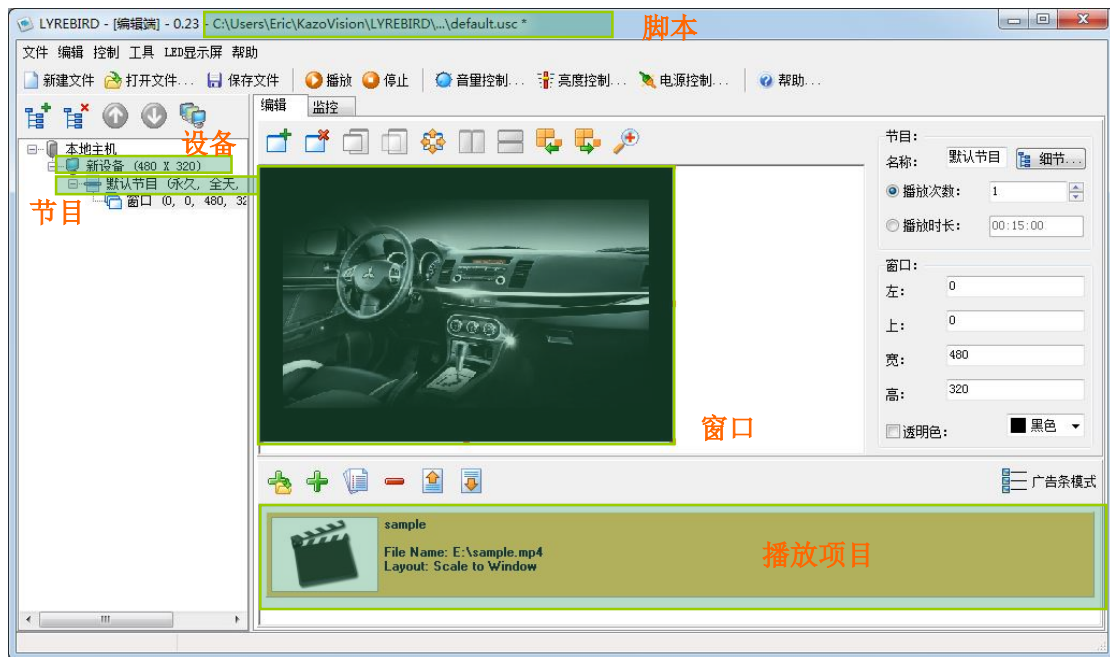 LYREBIRD - [编辑端] - 0.23 - C:\Users\Eric\KazoVision\LYREBIRD\...\default.usc *
脚本
文件 编辑 控制 工具 LED显示屏 帮助
新建文件 打开文件... 保存文件 播放 停止 音量控制... 亮度控制... 电源控制... 帮助...
编辑 监控
设备
本地主机
新设备 (480 X 320)
默认节目 (永久, 全天,
窗口 (0, 0, 480, 32
节目
节目:
名称: 默认节目 细节...
播放次数: 1
播放时长: 00:15:00
窗口:
左: 0
上: 0
宽: 480
高: 320
透明色: 黑色
窗口
广告条模式
sample
File Name: E:\sample.mp4
Layout: Scale to Window
播放项目